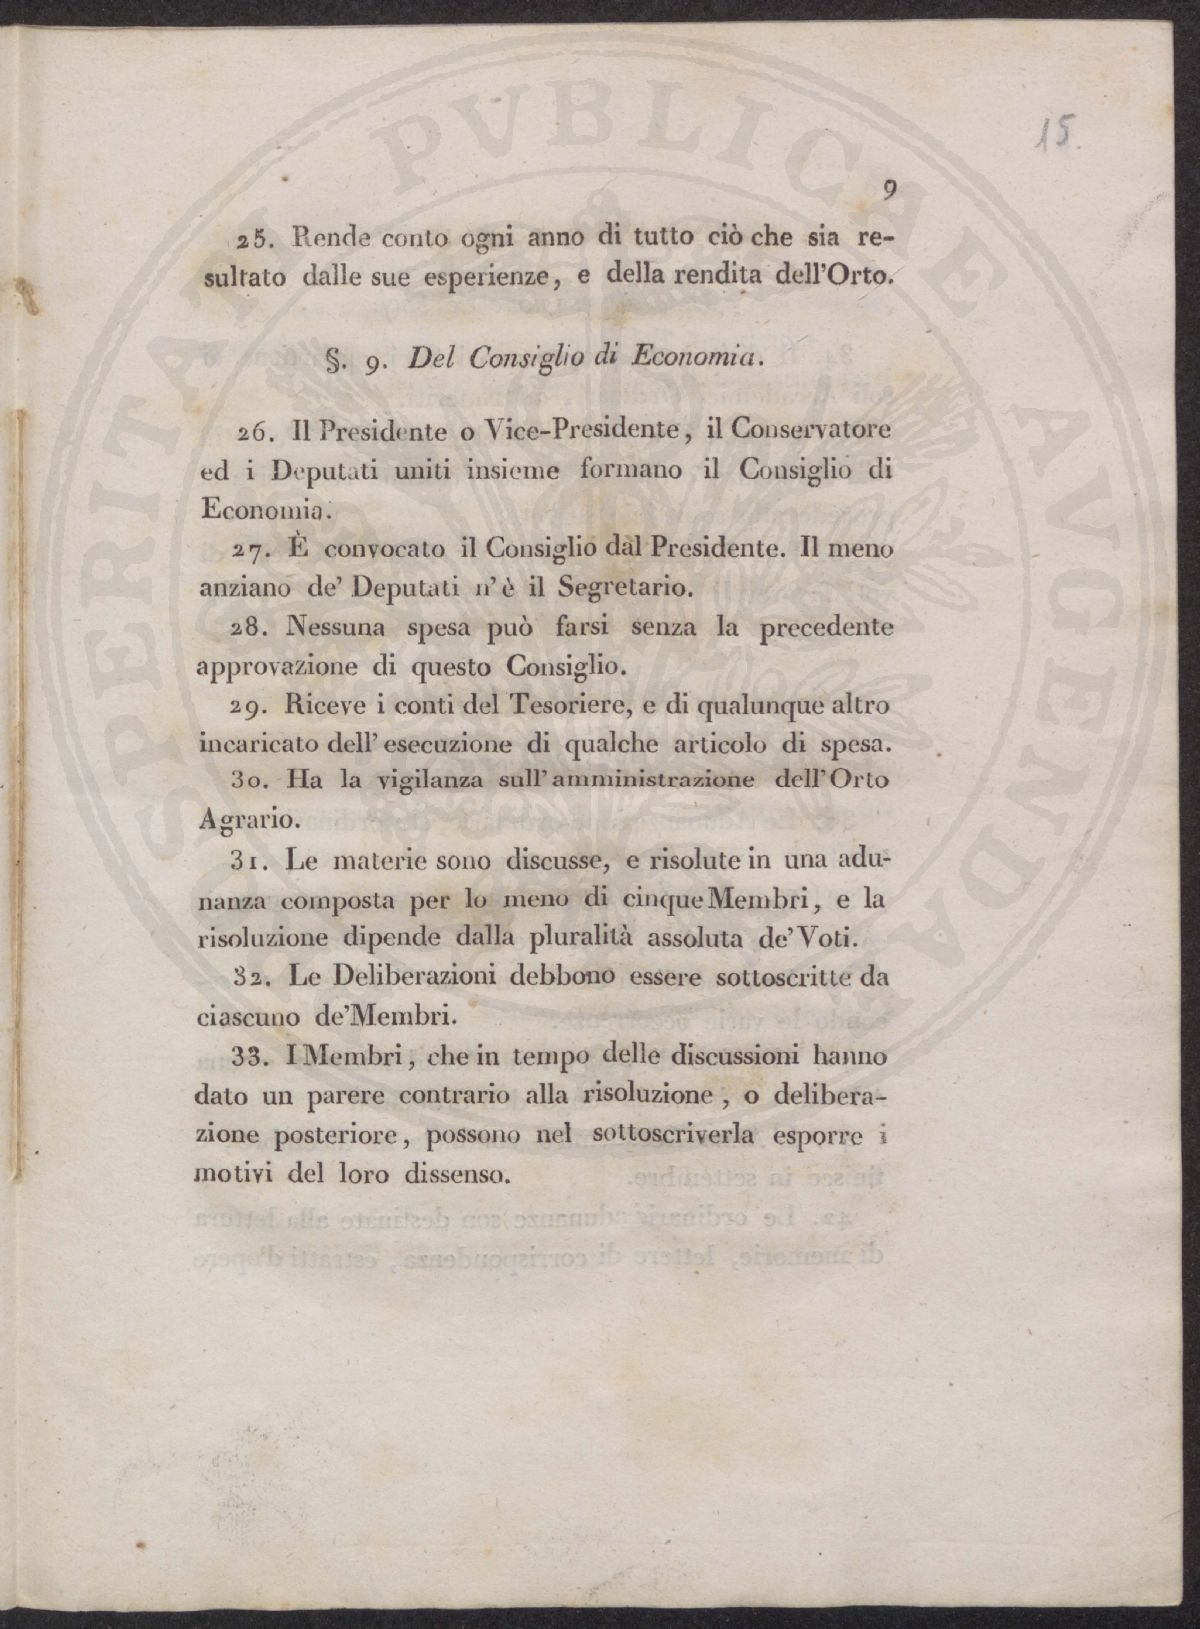 PROSPERITATI PVBLICAE AVGENDAE
15.
9
25. Rende conto ogni anno di tutto ciò che sia re-
sultato dalle sue esperienze, e della rendita dell'Orto.
§. 9. Del Consiglio di Economia.
26. Il Presidente o Vice-Presidente, il Conservatore
ed i Deputati uniti insieme formano il Consiglio di
Economia.
27. È convocato il Consiglio dal Presidente. Il meno
anziano de' Deputati n'è il Segretario.
28. Nessuna spesa può farsi senza la precedente
approvazione di questo Consiglio.
29. Riceve i conti del Tesoriere, e di qualunque altro
incaricato dell'esecuzione di qualche articolo di spesa.
30. Ha la vigilanza sull'amministrazione dell'Orto
Agrario.
31. Le materie sono discusse, e risolute in una adu-
nanza composta per lo meno di cinque Membri, e la
risoluzione dipende dalla pluralità assoluta de' Voti.
32. Le Deliberazioni debbono essere sottoscritte da
ciascuno de' Membri.
33. I Membri, che in tempo delle discussioni hanno
dato un parere contrario alla risoluzione, o delibera-
zione posteriore, possono nel sottoscriverla esporre i
motivi del loro dissenso.